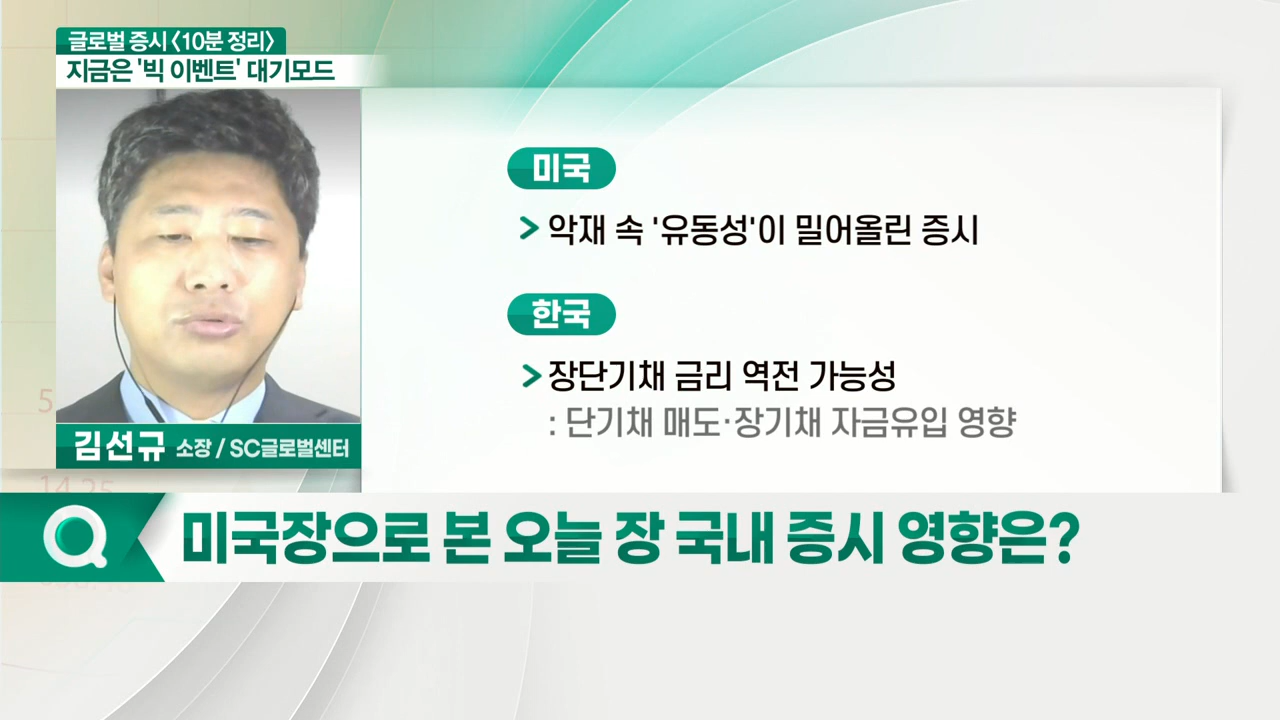 글로벌 증시 <10분 정리>
지금은 '빅 이벤트' 대기모드
미국
악재 속 '유동성'이 밀어올린 증시
한국
장단기채 금리 역전 가능성
: 단기채 매도·장기채 자금유입 영향
김선규 소장 / SC글로벌센터
Q 미국장으로 본 오늘 장 국내 증시 영향은?